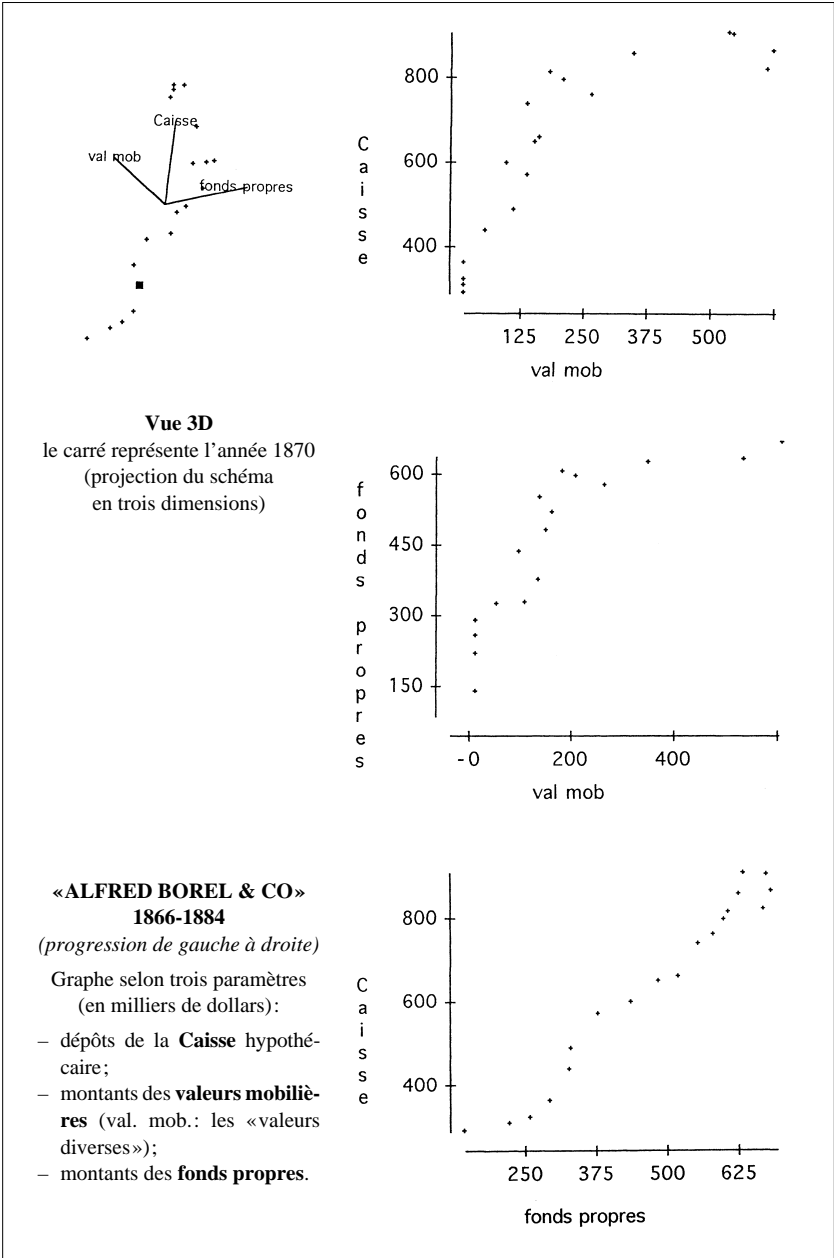 Caisse
val mob
fonds propres
Vue 3D
le carré représente l’année 1870
(projection du schéma
en trois dimensions)
«ALFRED BOREL & CO»
1866-1884
(progression de gauche à droite)
Graphe selon trois paramètres
(en milliers de dollars):
– dépôts de la Caisse hypothé-
caire;
– montants des valeurs mobiliè-
res (val. mob.: les «valeurs
diverses»);
– montants des fonds propres.
Caisse
800
600
400
125 250 375 500
val mob
fonds propres
600
450
300
150
-0 200 400
val mob
Caisse
800
600
400
250 375 500 625
fonds propres